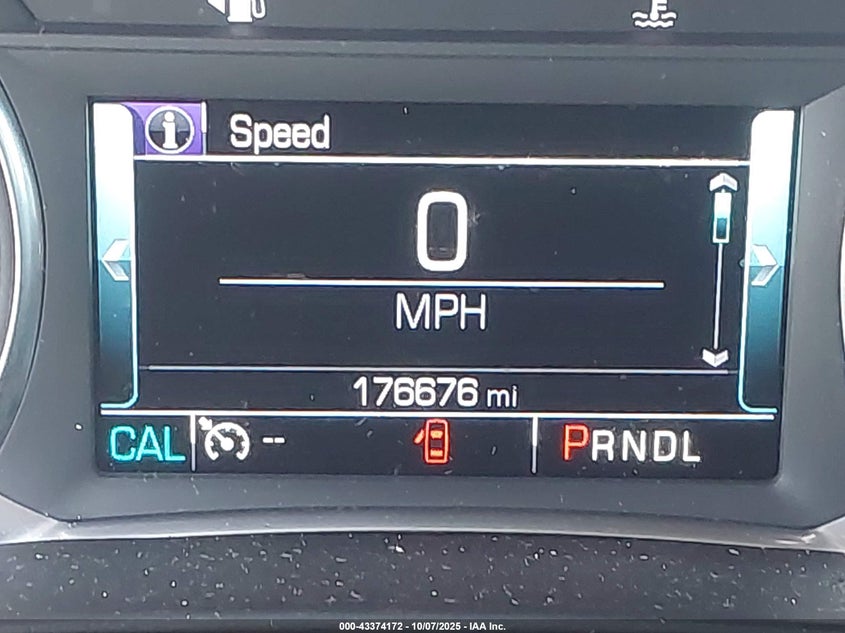 Speed
0
MPH
176676 mi
CAL -- PRNDL
000-43374172 - 10/07/2025 - IAA Inc.